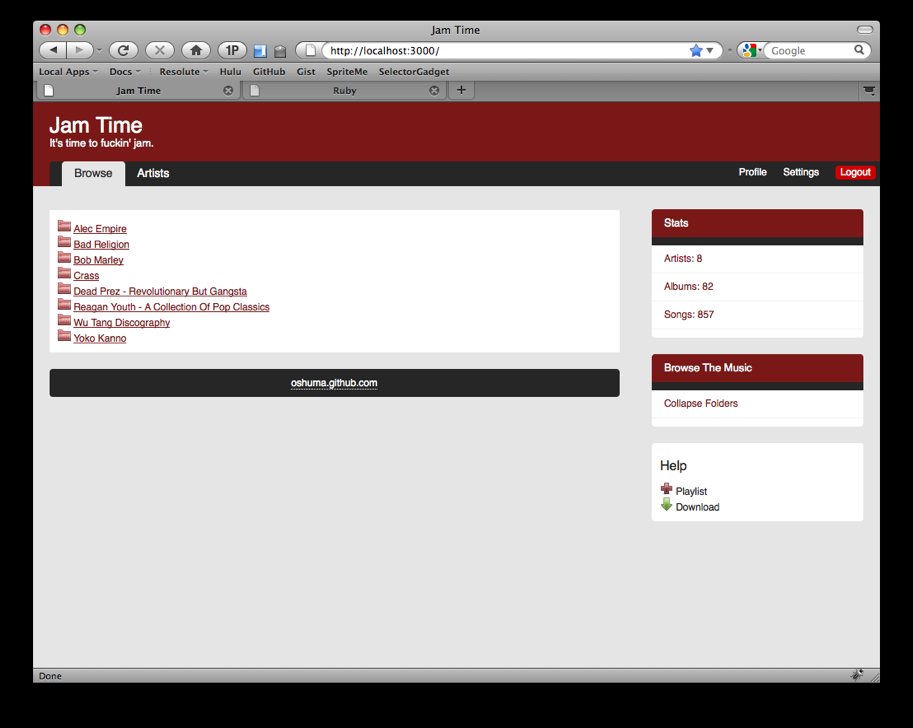 Jam Time
1P
http://localhost:3000/
Google
Local Apps Docs Resolute Hulu GitHub Gist SpriteMe SelectorGadget
Jam Time Ruby
Jam Time
It's time to fuckin' jam.
Browse Artists Profile Settings Logout
Alec Empire
Bad Religion
Bob Marley
Crass
Dead Prez - Revolutionary But Gangsta
Reagan Youth - A Collection Of Pop Classics
Wu Tang Discography
Yoko Kanno
oshuma.github.com
Stats
Artists: 8
Albums: 82
Songs: 857
Browse The Music
Collapse Folders
Help
Playlist
Download
Done